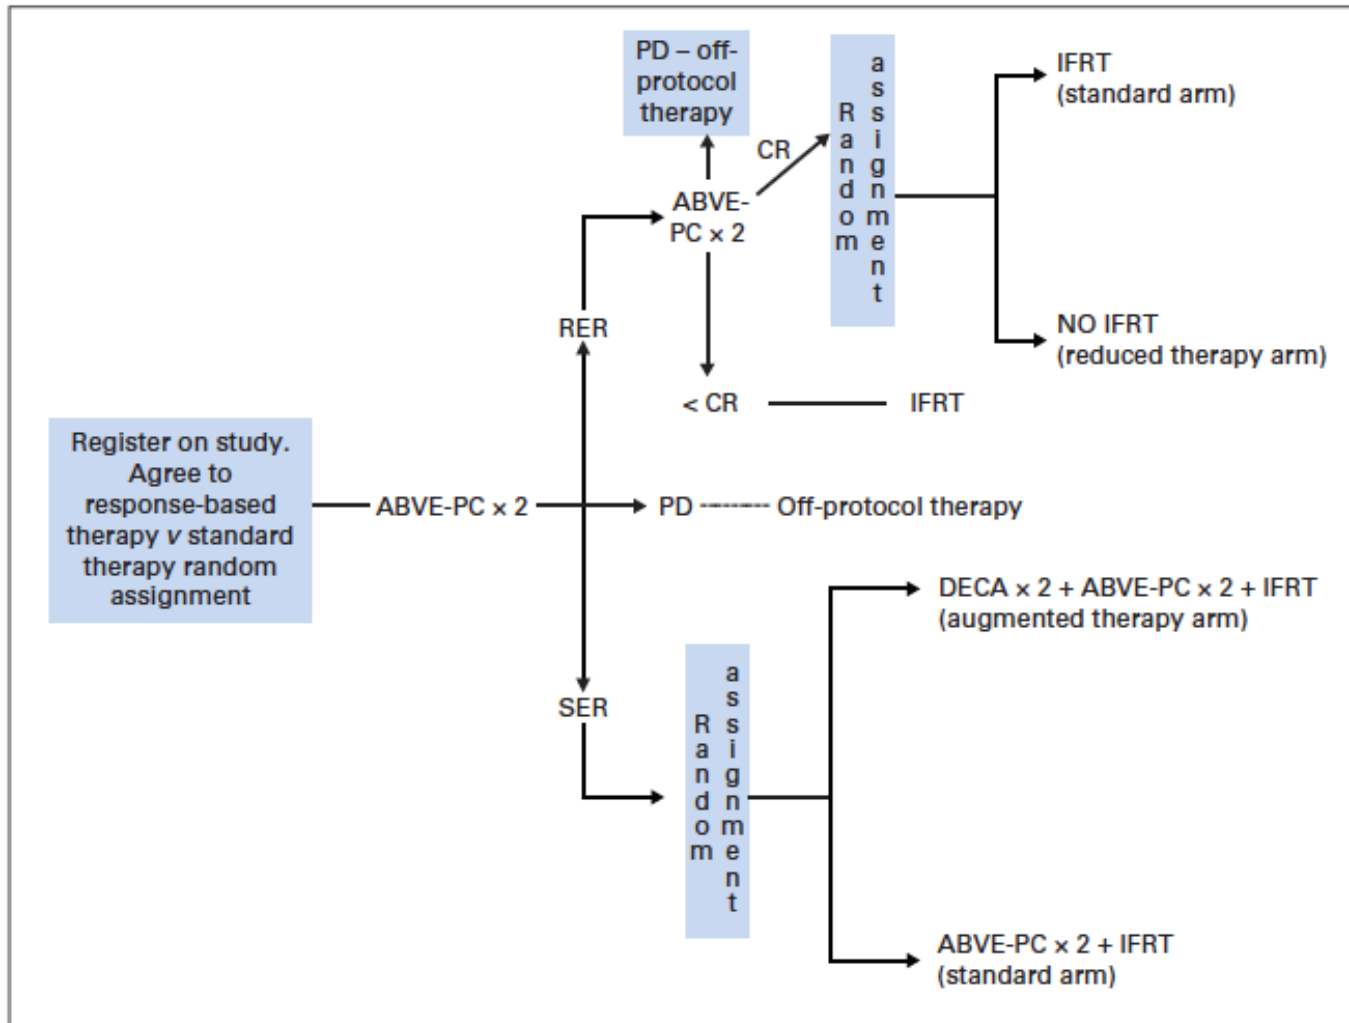 PD – off-
protocol
therapy
CR
Random
assignment
IFRT
(standard arm)
ABVE-
PC × 2
RER
NO IFRT
(reduced therapy arm)
< CR
IFRT
Register on study.
Agree to
response-based
therapy v standard
therapy random
assignment
ABVE-PC × 2
PD
Off-protocol therapy
DECA × 2 + ABVE-PC × 2 + IFRT
(augmented therapy arm)
SER
Random
assignment
ABVE-PC × 2 + IFRT
(standard arm)